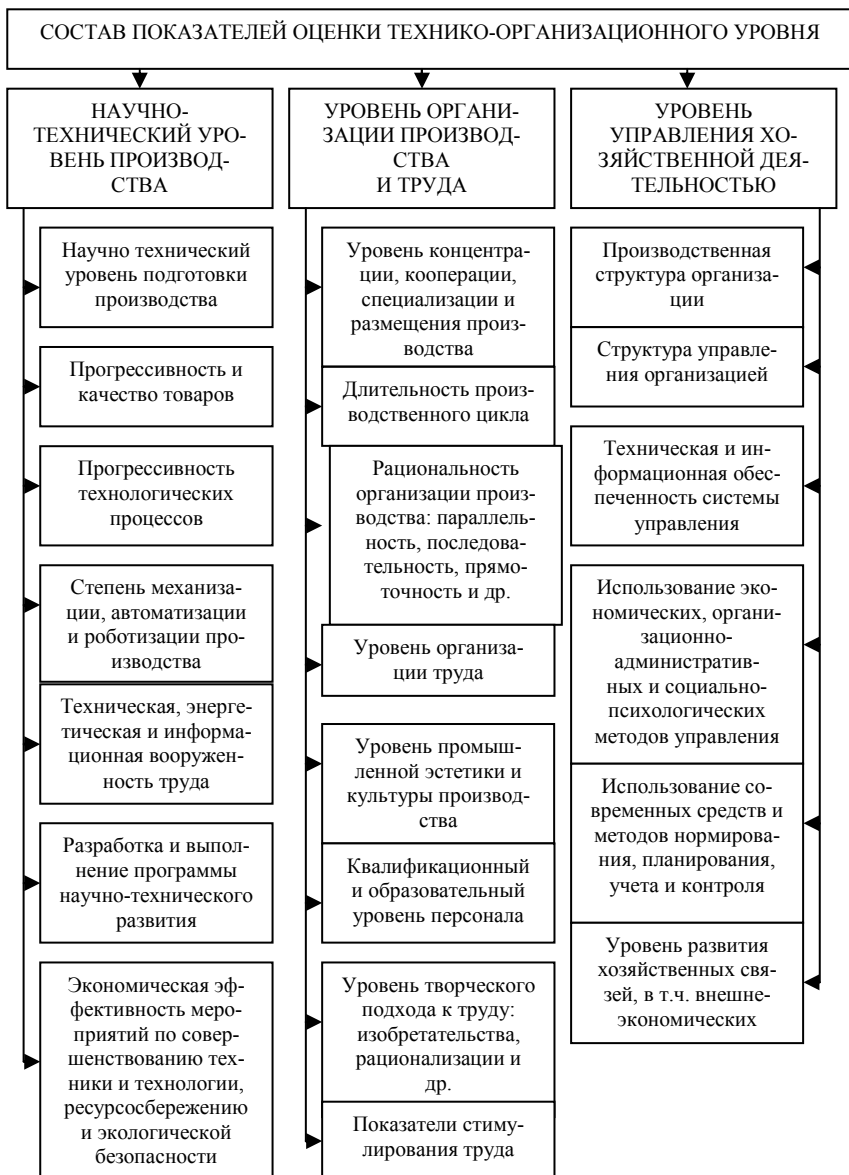 СОСТАВ ПОКАЗАТЕЛЕЙ ОЦЕНКИ ТЕХНИКО-ОРГАНИЗАЦИОННОГО УРОВНЯ
НАУЧНО-
ТЕХНИЧЕСКИЙ УРО-
ВЕНЬ ПРОИЗВОД-
СТВА
Научно технический
уровень подготовки
производства
Прогрессивность и
качество товаров
Прогрессивность
технологических
процессов
Степень механиза-
ции, автоматизации
и роботизации про-
изводства
Техническая, энерге-
тическая и информа-
ционная вооружен-
ность труда
Разработка и выпол-
нение программы
научно-технического
развития
Экономическая эф-
фективность меро-
приятий по совер-
шенствованию тех-
ники и технологии,
ресурсосбережению
и экологической
безопасности
УРОВЕНЬ ОРГАНИ-
ЗАЦИИ ПРОИЗВОД-
СТВА
И ТРУДА
Уровень концентра-
ции, кооперации,
специализации и
размещения произ-
водства
Длительность произ-
водственного цикла
Рациональность
организации произ-
водства: параллель-
ность, последова-
тельность, прямо-
точность и др.
Уровень организа-
ции труда
Уровень промыш-
ленной эстетики и
культуры производ-
ства
Квалификационный
и образовательный
уровень персонала
Уровень творческого
подхода к труду:
изобретательства,
рационализации и
др.
Показатели стиму-
лирования труда
УРОВЕНЬ
УПРАВЛЕНИЯ ХО-
ЗЯЙСТВЕННОЙ ДЕЯ-
ТЕЛЬНОСТЬЮ
Производственная
структура организа-
ции
Структура управле-
ния организацией
Техническая и ин-
формационная обес-
печенность системы
управления
Использование эко-
номических, органи-
зационно-
административ-
ных и социально-
психологических
методов управления
Использование со-
временных средств и
методов нормирова-
ния, планирования,
учета и контроля
Уровень развития
хозяйственных свя-
зей, в т.ч. внешне-
экономических